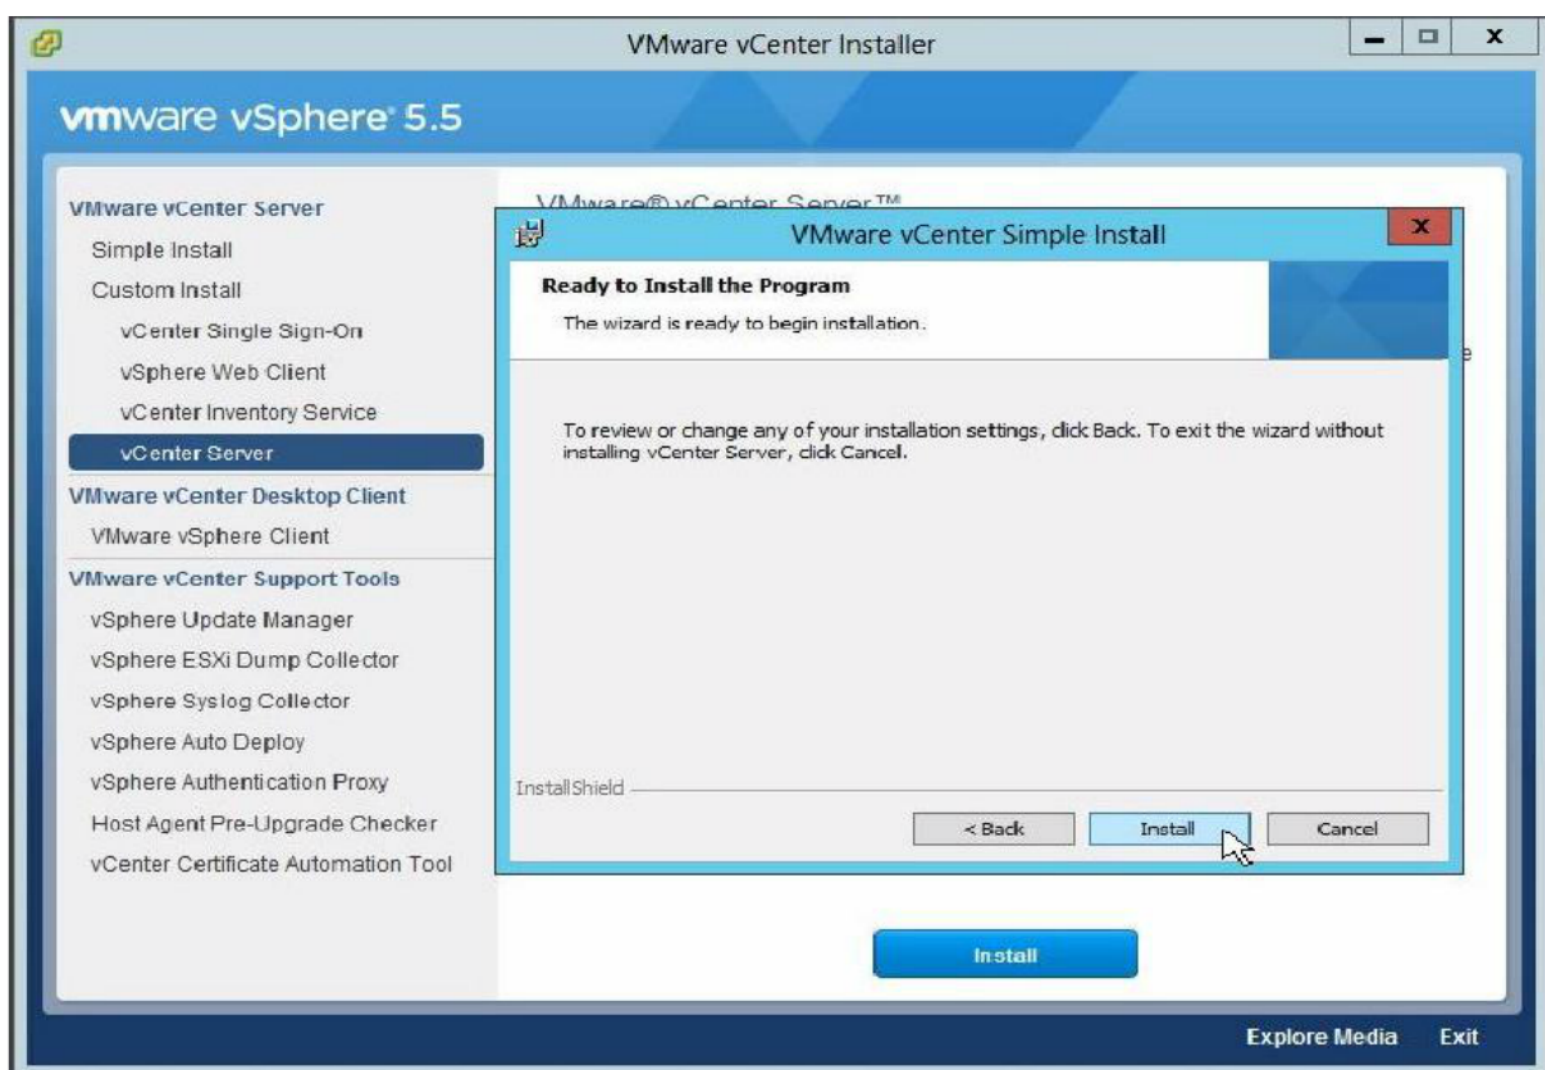 VMware vCenter Installer
vmware vSphere® 5.5
VMware vCenter Server
Simple Install
Custom Install
vCenter Single Sign-On
vSphere Web Client
vCenter Inventory Service
vCenter Server
VMware vCenter Desktop Client
VMware vSphere Client
VMware vCenter Support Tools
vSphere Update Manager
vSphere ESXi Dump Collector
vSphere Syslog Collector
vSphere Auto Deploy
vSphere Authentication Proxy
Host Agent Pre-Upgrade Checker
vCenter Certificate Automation Tool
VMware® vCenter Server™
VMware vCenter Simple Install
Ready to Install the Program
The wizard is ready to begin installation.
To review or change any of your installation settings, click Back. To exit the wizard without
installing vCenter Server, click Cancel.
InstallShield
< Back
Install
Cancel
Install
Explore Media
Exit